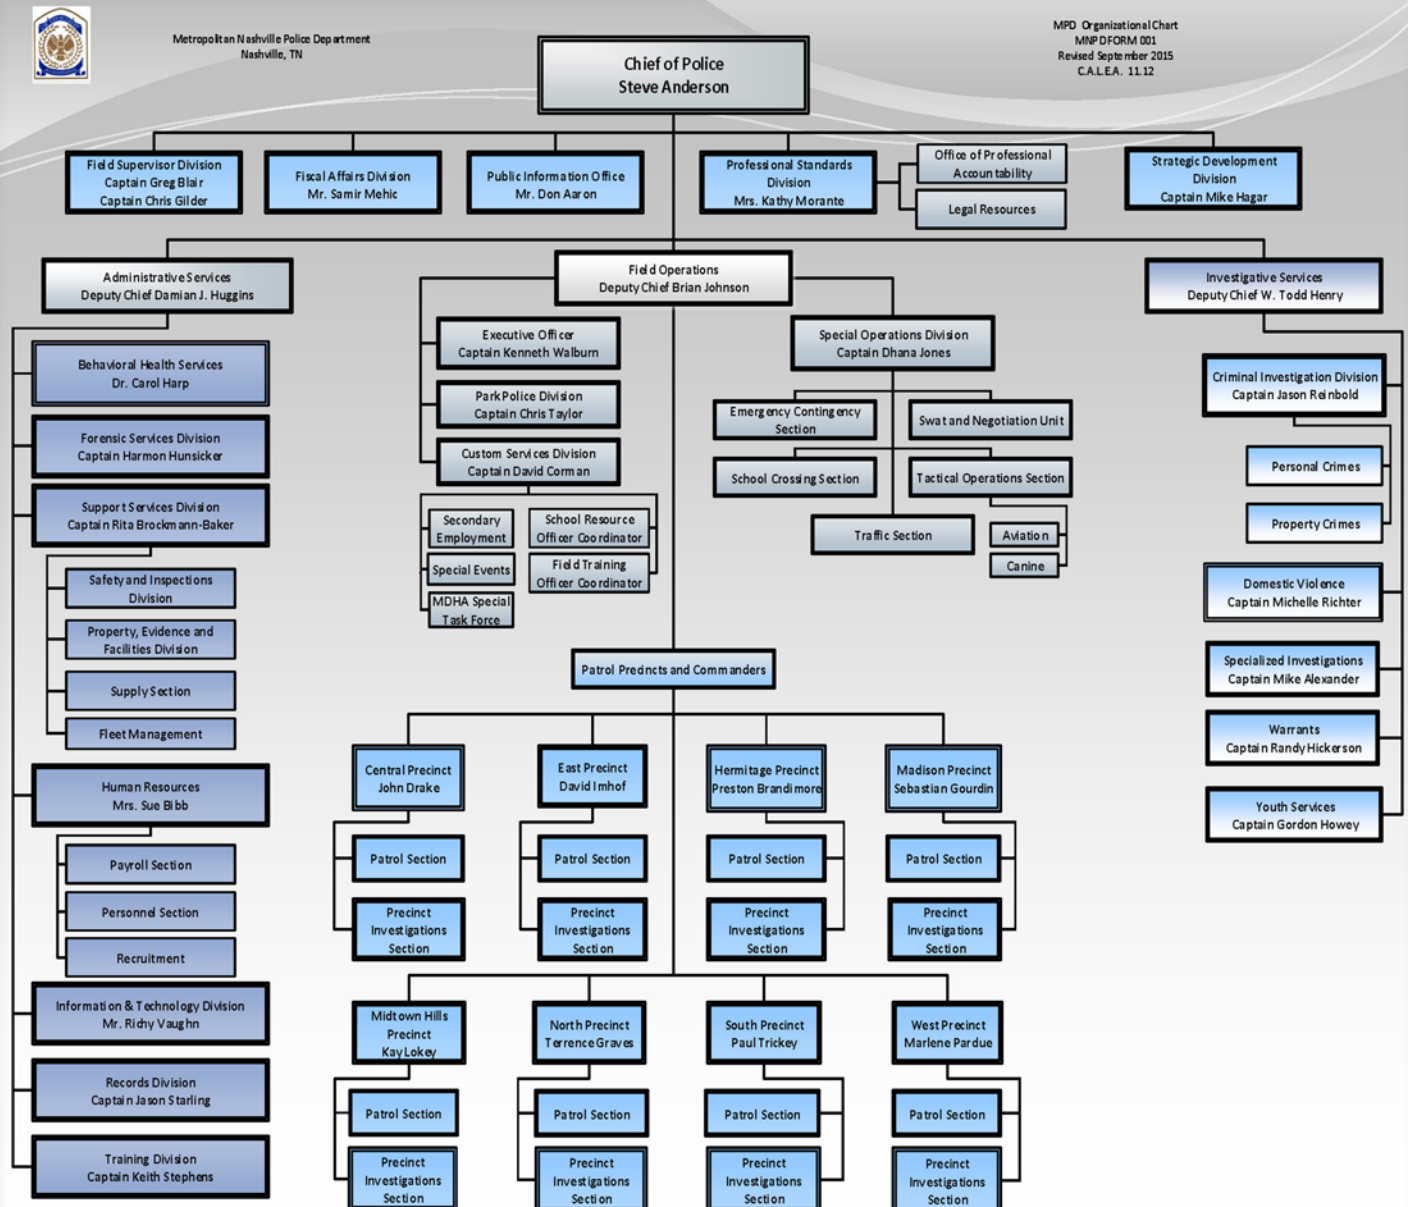 Metropolitan Nashville Police Department
Nashville, TN
MPD Organizational Chart
MNPDFORM 001
Revised September 2015
C.A.L.E.A. 11.12
Chief of Police
Steve Anderson
Field Supervisor Division
Captain Greg Blair
Captain Chris Gilder
Fiscal Affairs Division
Mr. Samir Mehic
Public Information Office
Mr. Don Aaron
Professional Standards
Division
Mrs. Kathy Morante
Office of Professional
Accountability
Legal Resources
Strategic Development
Division
Captain Mike Hagar
Administrative Services
Deputy Chief Damian J. Huggins
Behavioral Health Services
Dr. Carol Harp
Forensic Services Division
Captain Harmon Hunsicker
Support Services Division
Captain Rita Brockmann-Baker
Safety and Inspections
Division
Property, Evidence and
Facilities Division
Supply Section
Fleet Management
Human Resources
Mrs. Sue Bibb
Payroll Section
Personnel Section
Recruitment
Information & Technology Division
Mr. Richy Vaughn
Records Division
Captain Jason Starling
Training Division
Captain Keith Stephens
Field Operations
Deputy Chief Brian Johnson
Executive Officer
Captain Kenneth Walburn
Park Police Division
Captain Chris Taylor
Custom Services Division
Captain David Corman
Secondary
Employment
Special Events
MDHA Special
Task Force
School Resource
Officer Coordinator
Field Training
Officer Coordinator
Special Operations Division
Captain Dhana Jones
Emergency Contingency
Section
Swat and Negotiation Unit
School Crossing Section
Tactical Operations Section
Traffic Section
Aviation
Canine
Patrol Precincts and Commanders
Central Precinct
John Drake
Patrol Section
Precinct
Investigations
Section
East Precinct
David Imhof
Patrol Section
Precinct
Investigations
Section
Hermitage Precinct
Preston Brandimore
Patrol Section
Precinct
Investigations
Section
Madison Precinct
Sebastian Gourdin
Patrol Section
Precinct
Investigations
Section
Midtown Hills
Precinct
Kay Lokey
Patrol Section
Precinct
Investigations
Section
North Precinct
Terrence Graves
Patrol Section
Precinct
Investigations
Section
South Precinct
Paul Trickey
Patrol Section
Precinct
Investigations
Section
West Precinct
Marlene Pardue
Patrol Section
Precinct
Investigations
Section
Investigative Services
Deputy Chief W. Todd Henry
Criminal Investigation Division
Captain Jason Reinbold
Personal Crimes
Property Crimes
Domestic Violence
Captain Michelle Richter
Specialized Investigations
Captain Mike Alexander
Warrants
Captain Randy Hickerson
Youth Services
Captain Gordon Howey